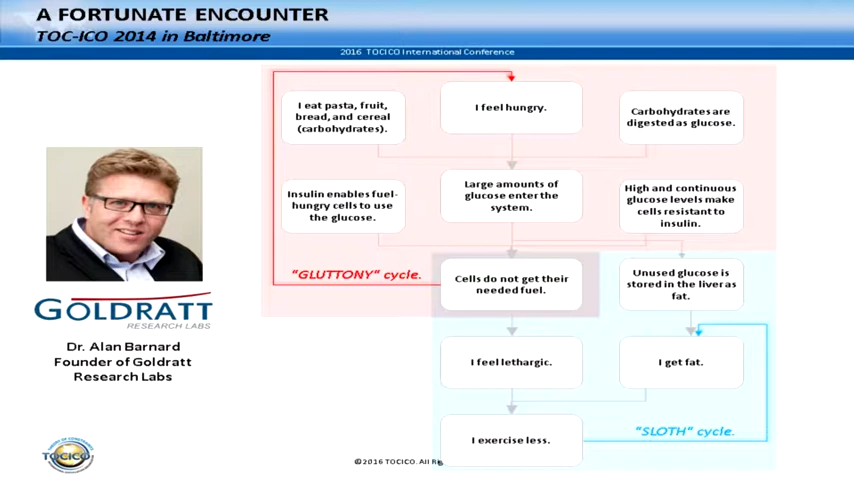 A FORTUNATE ENCOUNTER
TOC-ICO 2014 in Baltimore
2016 TOCICO International Conference
I eat pasta, fruit,
bread, and cereal
(carbohydrates).
I feel hungry.
Carbohydrates are
digested as glucose.
Insulin enables fuel-
hungry cells to use
the glucose.
Large amounts of
glucose enter the
system.
High and continuous
glucose levels make
cells resistant to
insulin.
"GLUTTONY" cycle.
Cells do not get their
needed fuel.
Unused glucose is
stored in the liver as
fat.
GOLDRATT
RESEARCH LABS
Dr. Alan Barnard
Founder of Goldratt
Research Labs
I feel lethargic.
I get fat.
I exercise less.
"SLOTH" cycle.
TOCICO
©2016 TOCICO. All Rig